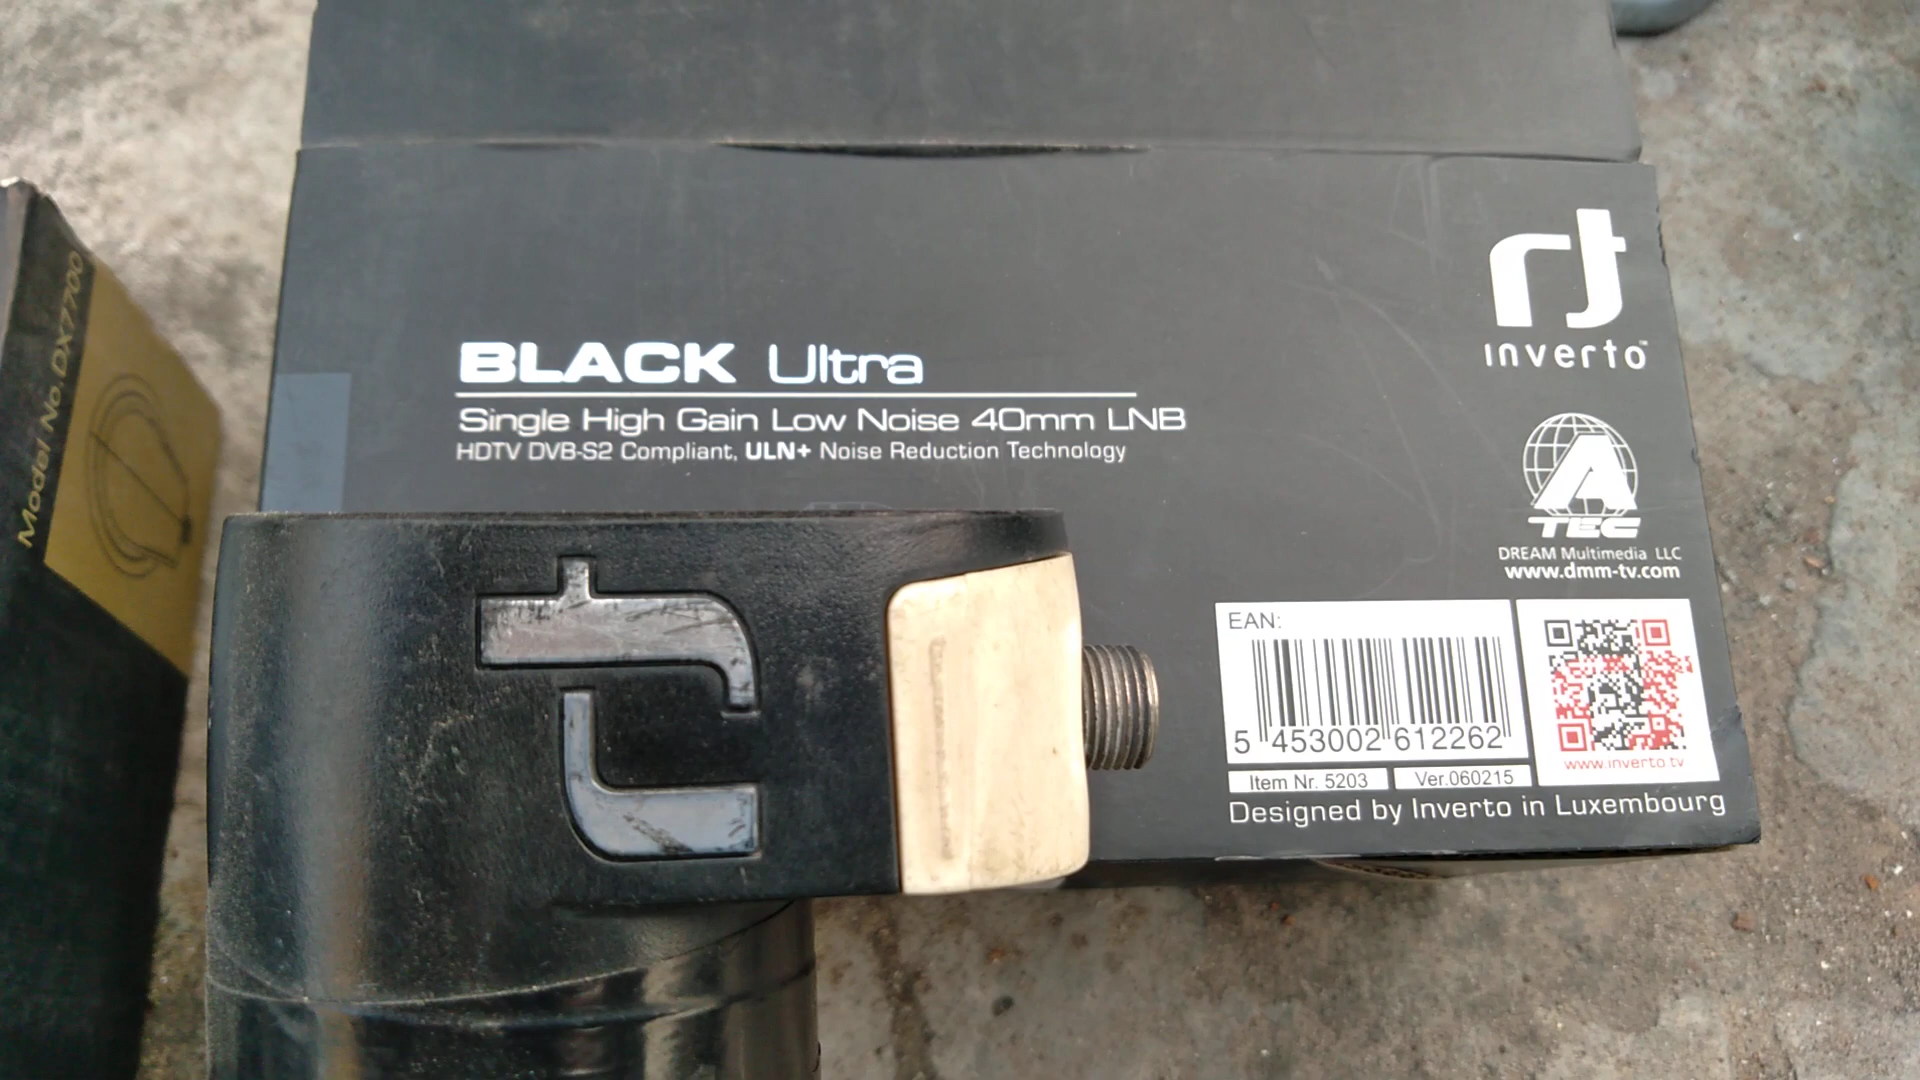 Model No.DX7700
BLACK Ultra
Single High Gain Low Noise 40mm LNB
HDTV DVB-S2 Compliant, ULN+ Noise Reduction Technology
inverto™
A
TEC
DREAM Multimedia LLC
www.dmm-tv.com
EAN:
5 453002 612262
www.inverto.tv
Item Nr. 5203
Ver.060215
Designed by Inverto in Luxembourg